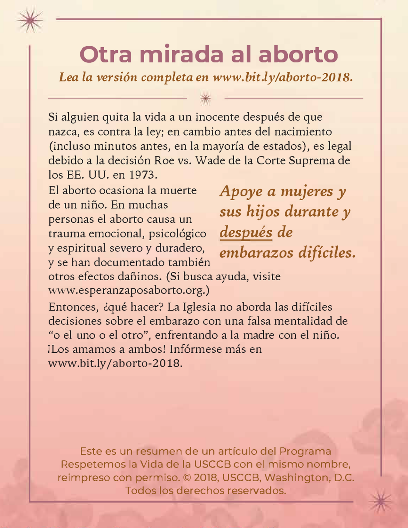 Otra mirada al aborto
Lea la versión completa en www.bit.ly/aborto-2018.
Si alguien quita la vida a un inocente después de que
nazca, es contra la ley; en cambio antes del nacimiento
(incluso minutos antes, en la mayoría de estados), es legal
debido a la decisión Roe vs. Wade de la Corte Suprema de
los EE. UU. en 1973.
El aborto ocasiona la muerte
de un niño. En muchas
personas el aborto causa un
trauma emocional, psicológico
y espiritual severo y duradero,
y se han documentado también
otros efectos dañinos. (Si busca ayuda, visite
www.esperanzaposaborto.org.)
Apoye a mujeres y
sus hijos durante y
después de
embarazos difíciles.
Entonces, ¿qué hacer? La Iglesia no aborda las difíciles
decisiones sobre el embarazo con una falsa mentalidad de
“o el uno o el otro”, enfrentando a la madre con el niño.
¡Los amamos a ambos! Infórmese más en
www.bit.ly/aborto-2018.
Este es un resumen de un artículo del Programa
Respetemos la Vida de la USCCB con el mismo nombre,
reimpreso con permiso. © 2018, USCCB, Washington, D.C.
Todos los derechos reservados.